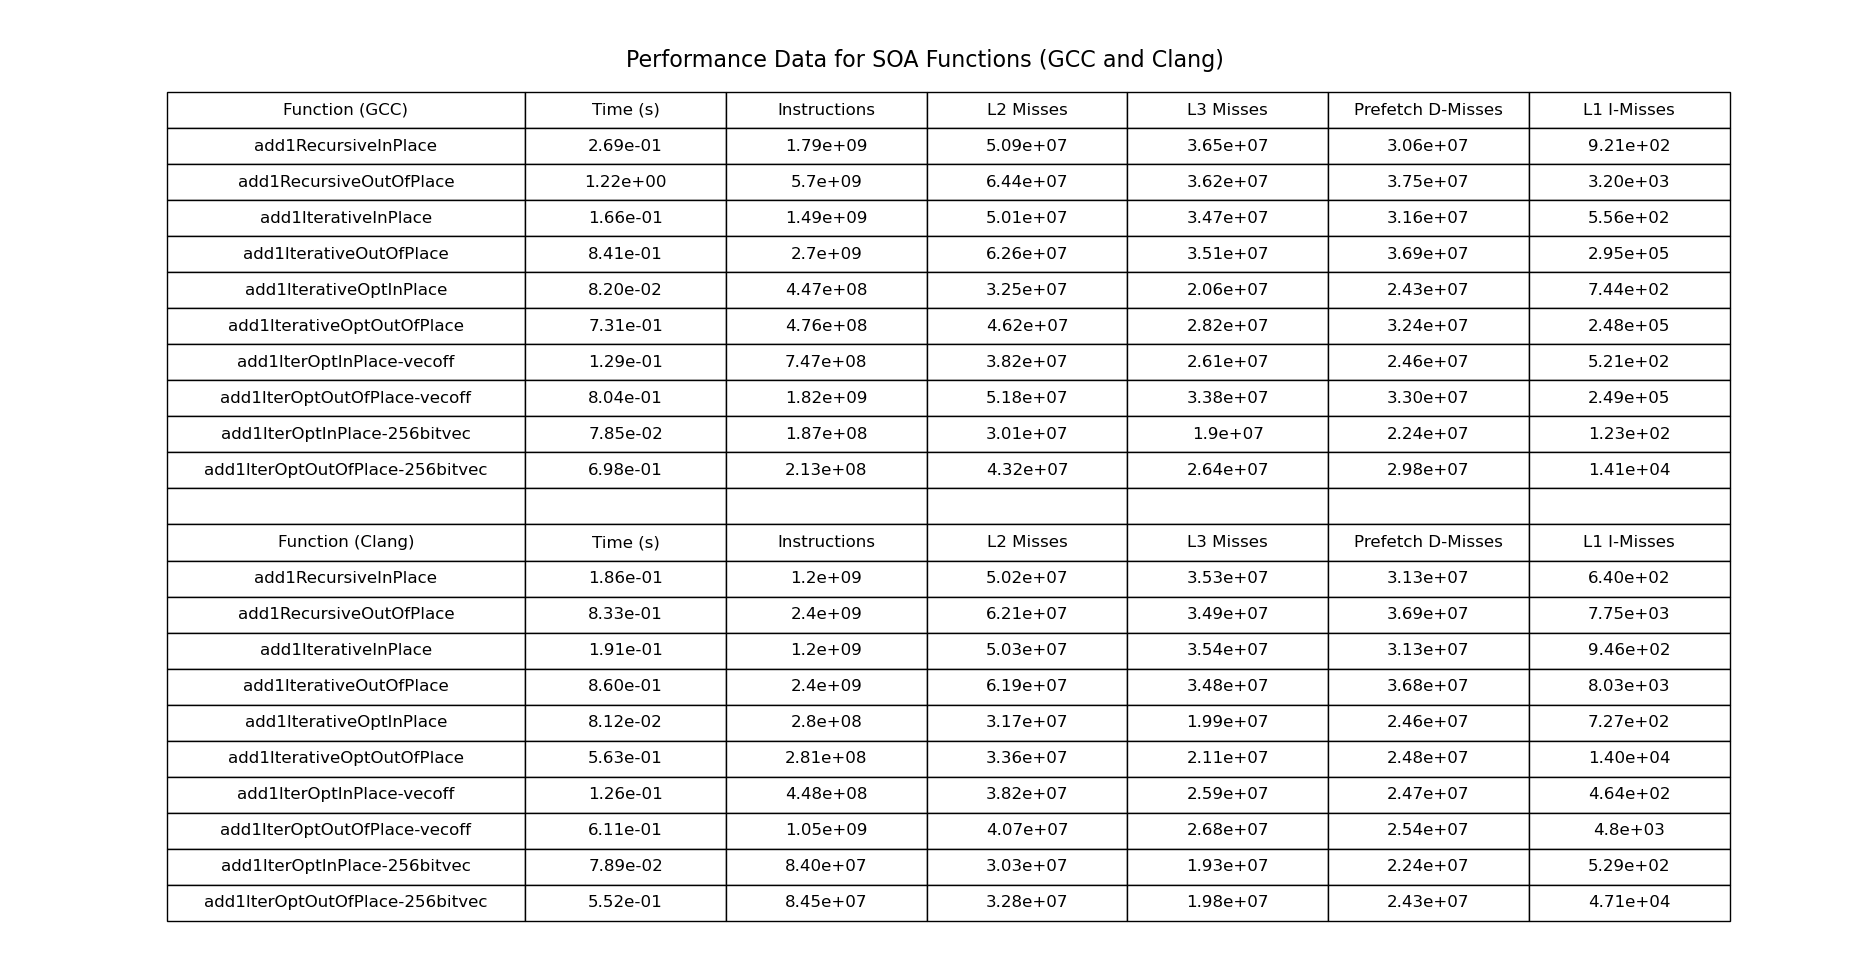 Performance Data for SOA Functions (GCC and Clang)
Function (GCC) Time (s) Instructions L2 Misses L3 Misses Prefetch D-Misses L1 I-Misses
add1RecursiveInPlace 2.69e-01 1.79e+09 5.09e+07 3.65e+07 3.06e+07 9.21e+02
add1RecursiveOutOfPlace 1.22e+00 5.7e+09 6.44e+07 3.62e+07 3.75e+07 3.20e+03
add1IterativeInPlace 1.66e-01 1.49e+09 5.01e+07 3.47e+07 3.16e+07 5.56e+02
add1IterativeOutOfPlace 8.41e-01 2.7e+09 6.26e+07 3.51e+07 3.69e+07 2.95e+05
add1IterativeOptInPlace 8.20e-02 4.47e+08 3.25e+07 2.06e+07 2.43e+07 7.44e+02
add1IterativeOptOutOfPlace 7.31e-01 4.76e+08 4.62e+07 2.82e+07 3.24e+07 2.48e+05
add1IterOptInPlace-vecoff 1.29e-01 7.47e+08 3.82e+07 2.61e+07 2.46e+07 5.21e+02
add1IterOptOutOfPlace-vecoff 8.04e-01 1.82e+09 5.18e+07 3.38e+07 3.30e+07 2.49e+05
add1IterOptInPlace-256bitvec 7.85e-02 1.87e+08 3.01e+07 1.9e+07 2.24e+07 1.23e+02
add1IterOptOutOfPlace-256bitvec 6.98e-01 2.13e+08 4.32e+07 2.64e+07 2.98e+07 1.41e+04
Function (Clang) Time (s) Instructions L2 Misses L3 Misses Prefetch D-Misses L1 I-Misses
add1RecursiveInPlace 1.86e-01 1.2e+09 5.02e+07 3.53e+07 3.13e+07 6.40e+02
add1RecursiveOutOfPlace 8.33e-01 2.4e+09 6.21e+07 3.49e+07 3.69e+07 7.75e+03
add1IterativeInPlace 1.91e-01 1.2e+09 5.03e+07 3.54e+07 3.13e+07 9.46e+02
add1IterativeOutOfPlace 8.60e-01 2.4e+09 6.19e+07 3.48e+07 3.68e+07 8.03e+03
add1IterativeOptInPlace 8.12e-02 2.8e+08 3.17e+07 1.99e+07 2.46e+07 7.27e+02
add1IterativeOptOutOfPlace 5.63e-01 2.81e+08 3.36e+07 2.11e+07 2.48e+07 1.40e+04
add1IterOptInPlace-vecoff 1.26e-01 4.48e+08 3.82e+07 2.59e+07 2.47e+07 4.64e+02
add1IterOptOutOfPlace-vecoff 6.11e-01 1.05e+09 4.07e+07 2.68e+07 2.54e+07 4.8e+03
add1IterOptInPlace-256bitvec 7.89e-02 8.40e+07 3.03e+07 1.93e+07 2.24e+07 5.29e+02
add1IterOptOutOfPlace-256bitvec 5.52e-01 8.45e+07 3.28e+07 1.98e+07 2.43e+07 4.71e+04